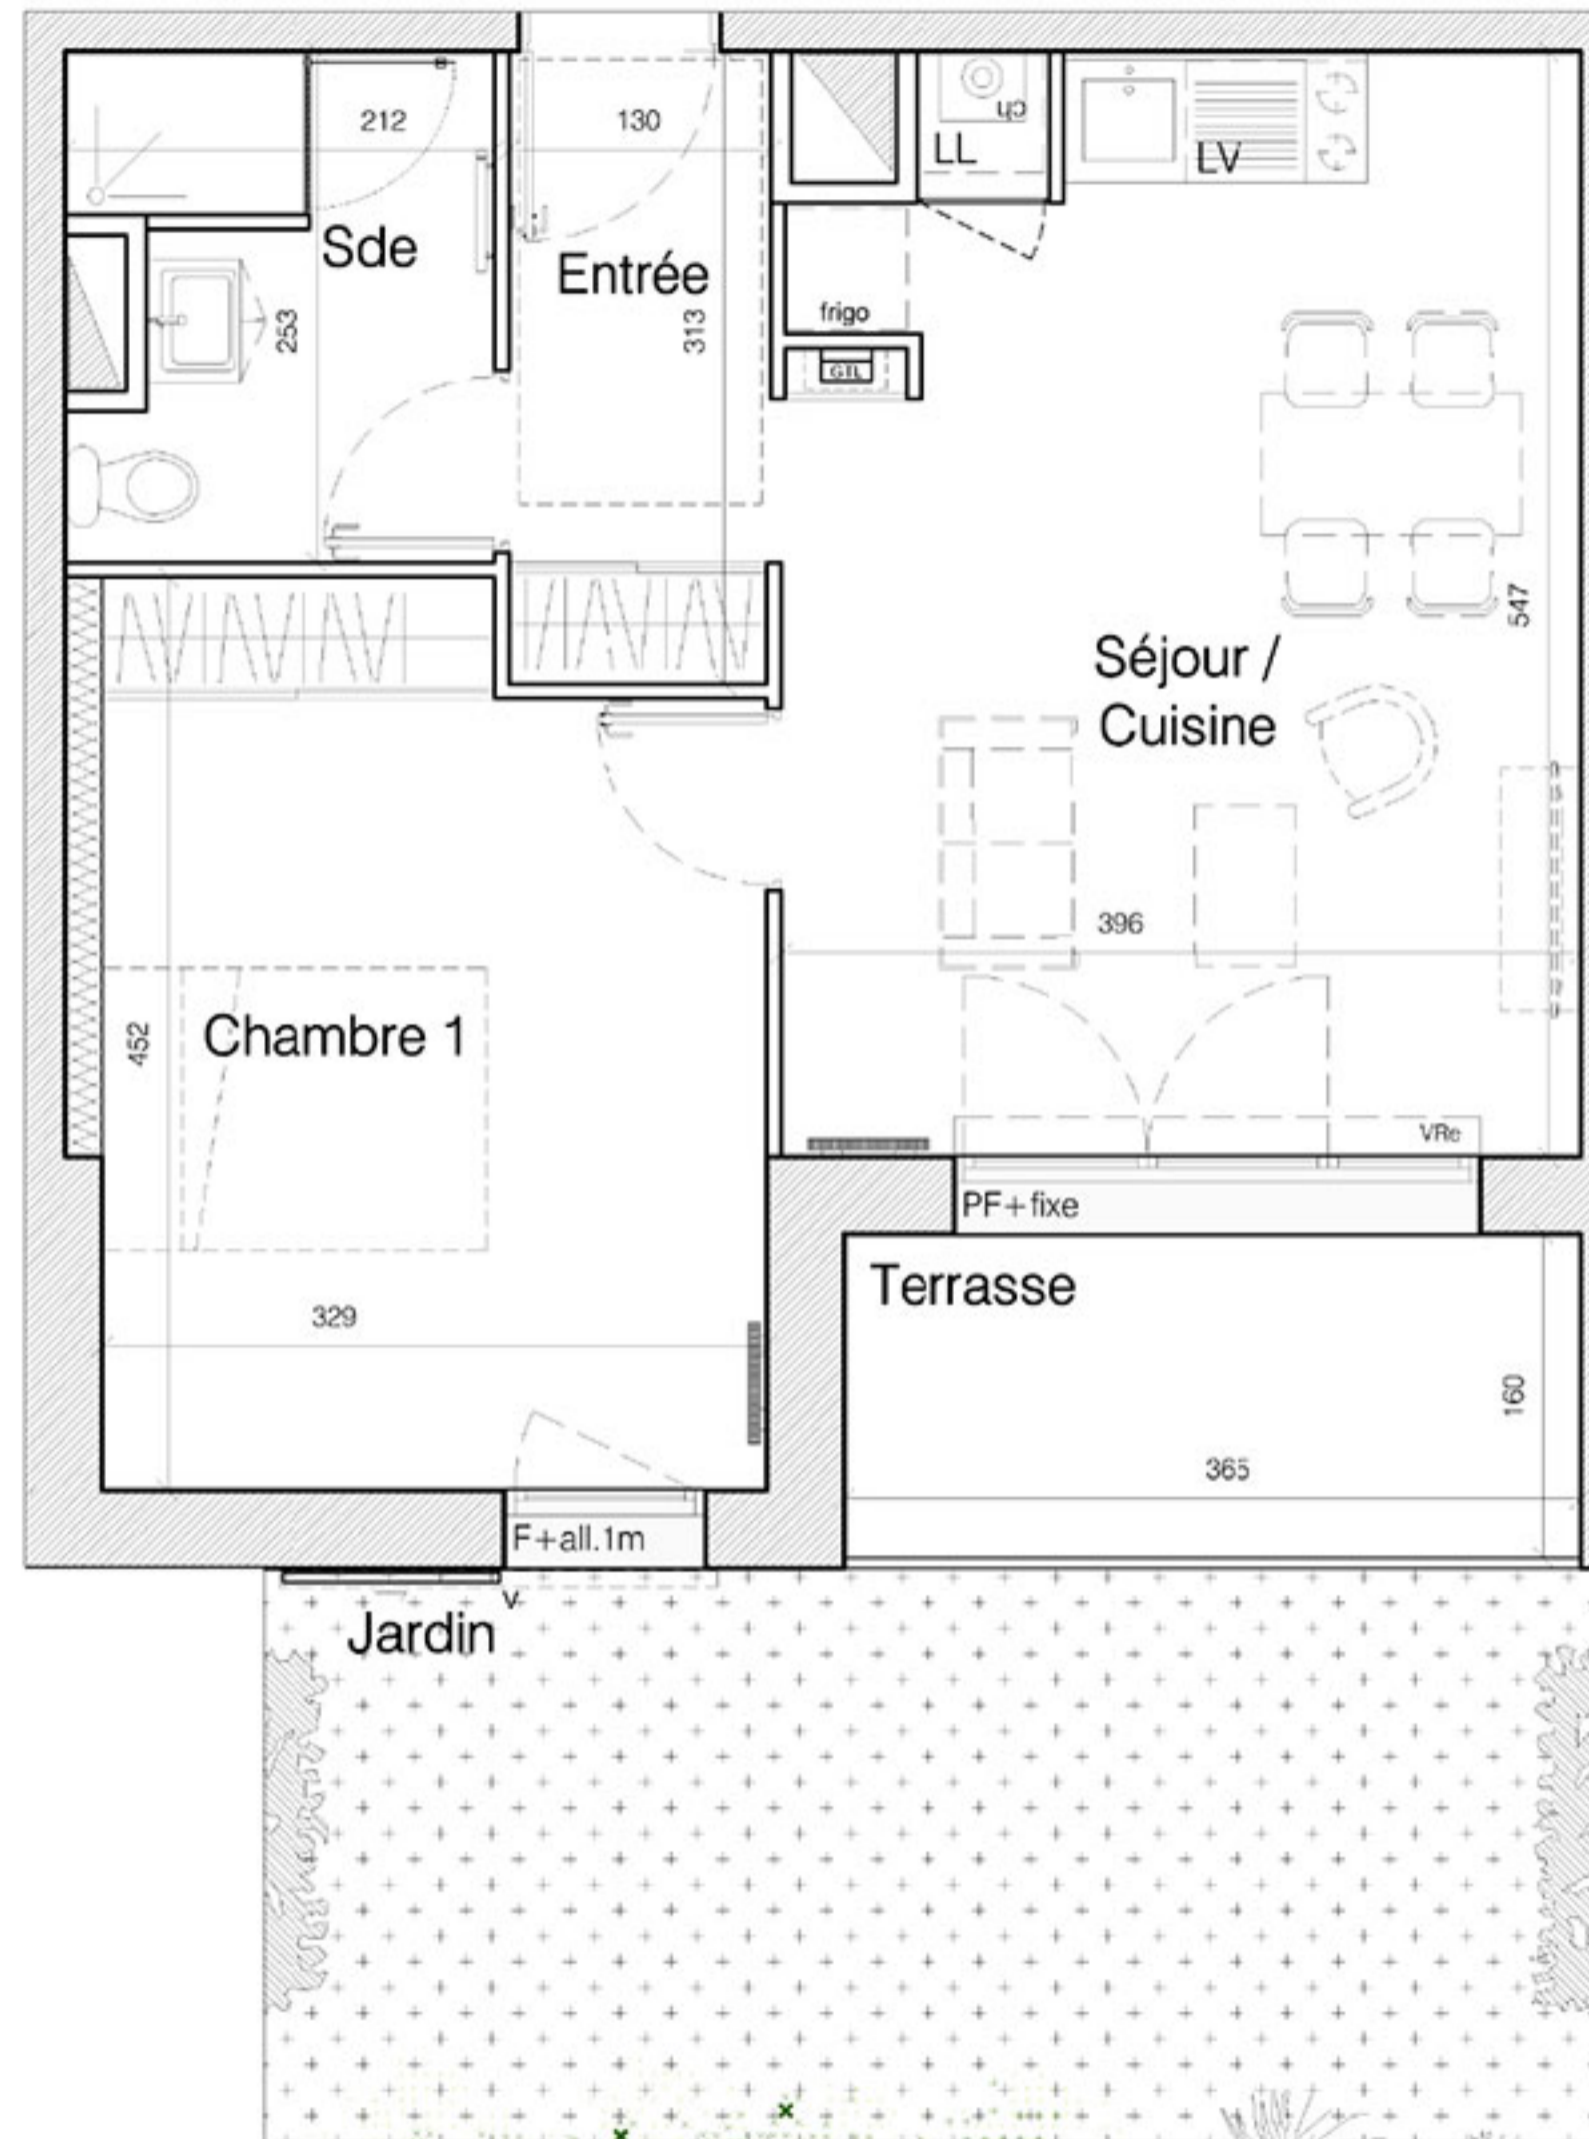 212
130
LL
ch
LV
Sde
Entrée
253
313
frigo
GTL
547
Séjour /
Cuisine
396
452
Chambre 1
VRe
PF+fixe
Terrasse
329
160
365
F+all.1m
V
Jardin